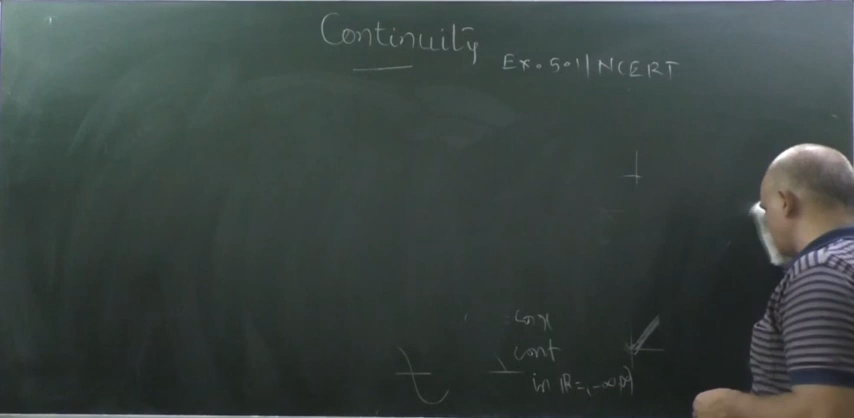 Continuity
Ex. 5.1/NCERT
cos x
cont
in R = (-∞, ∞)